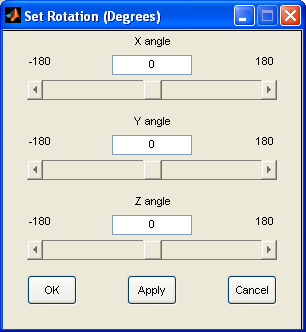 Set Rotation (Degrees)
X angle
-180 0 180
Y angle
-180 0 180
Z angle
-180 0 180
OK Apply Cancel